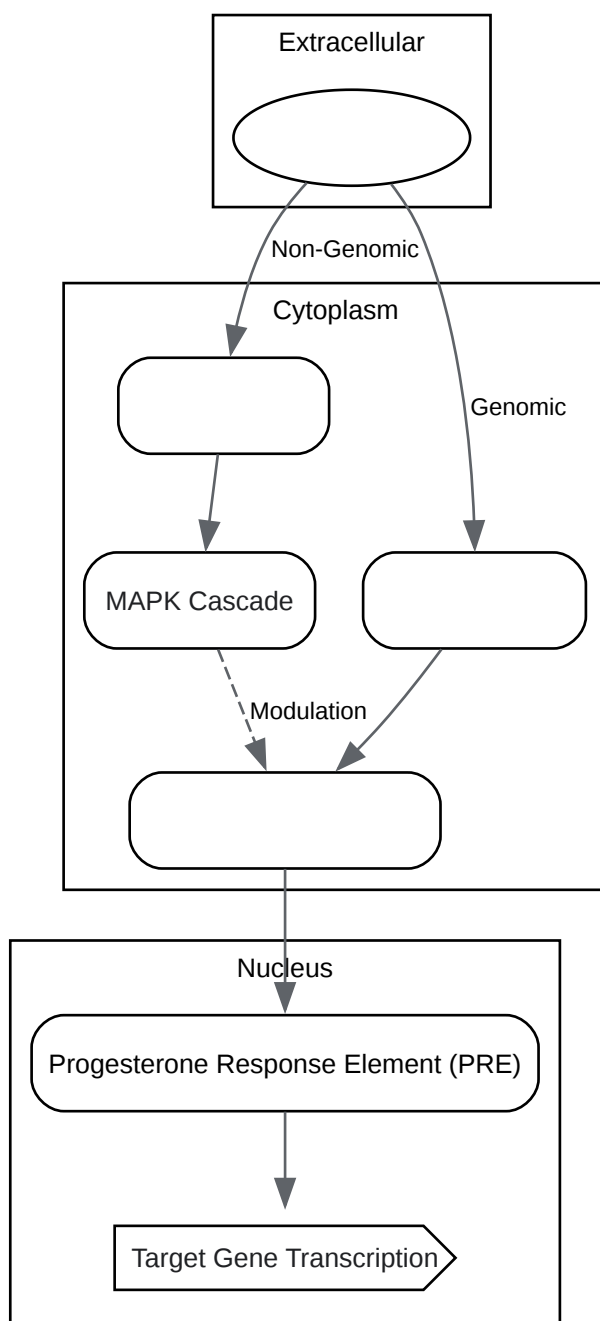 Extracellular
Non-Genomic
Cytoplasm
Genomic
MAPK Cascade
Modulation
Nucleus
Progesterone Response Element (PRE)
Target Gene Transcription